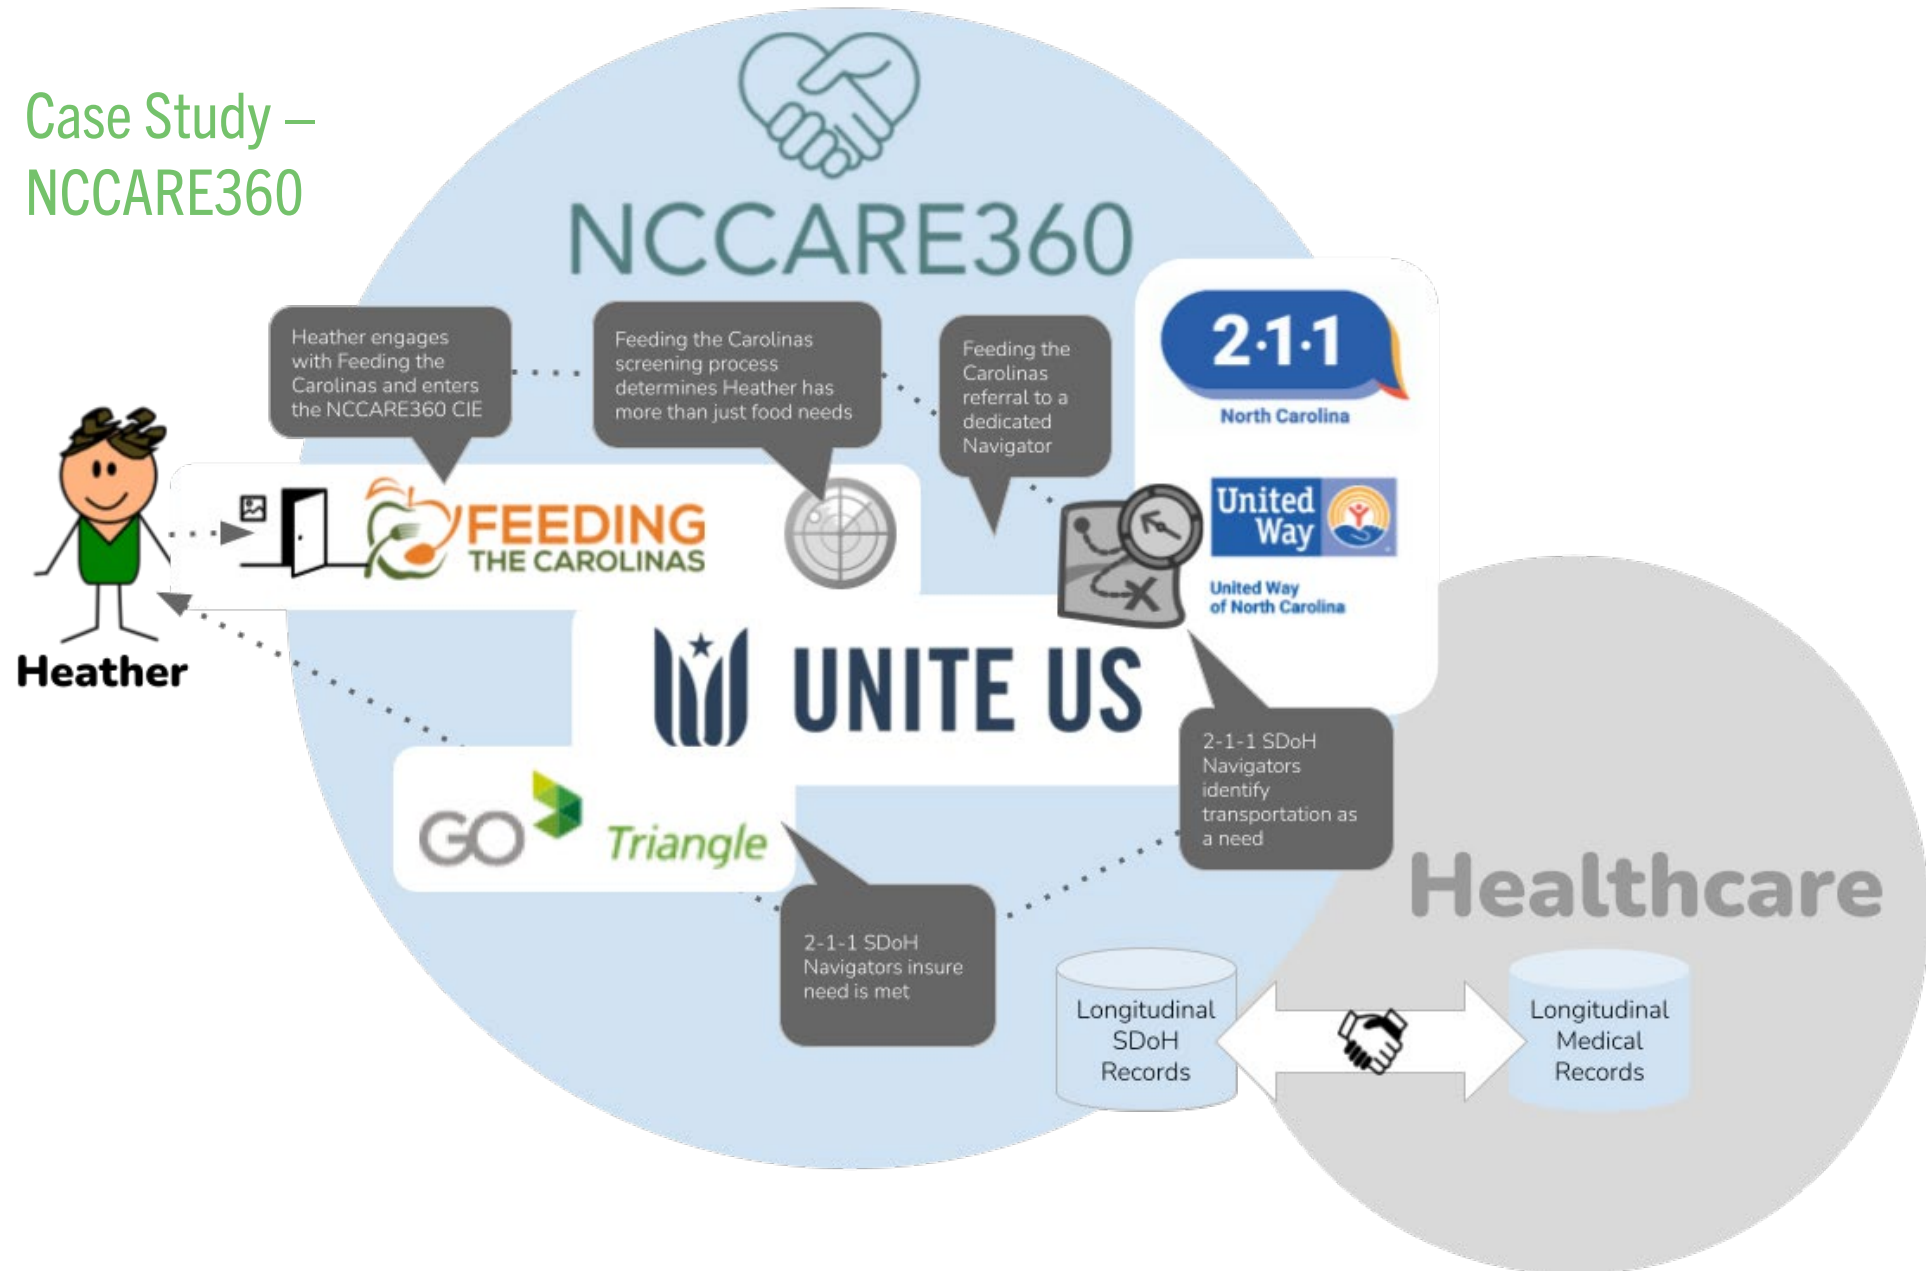 Case Study –
NCCARE360
NCCARE360
Heather engages
with Feeding the
Carolinas and enters
the NCCARE360 CIE
Feeding the Carolinas
screening process
determines Heather has
more than just food needs
Feeding the
Carolinas
referral to a
dedicated
Navigator
2·1·1
North Carolina
United
Way
United Way
of North Carolina
FEEDING
THE CAROLINAS
Heather
UNITE US
2-1-1 SDoH
Navigators
identify
transportation as
a need
GO Triangle
2-1-1 SDoH
Navigators insure
need is met
Healthcare
Longitudinal
SDoH
Records
Longitudinal
Medical
Records